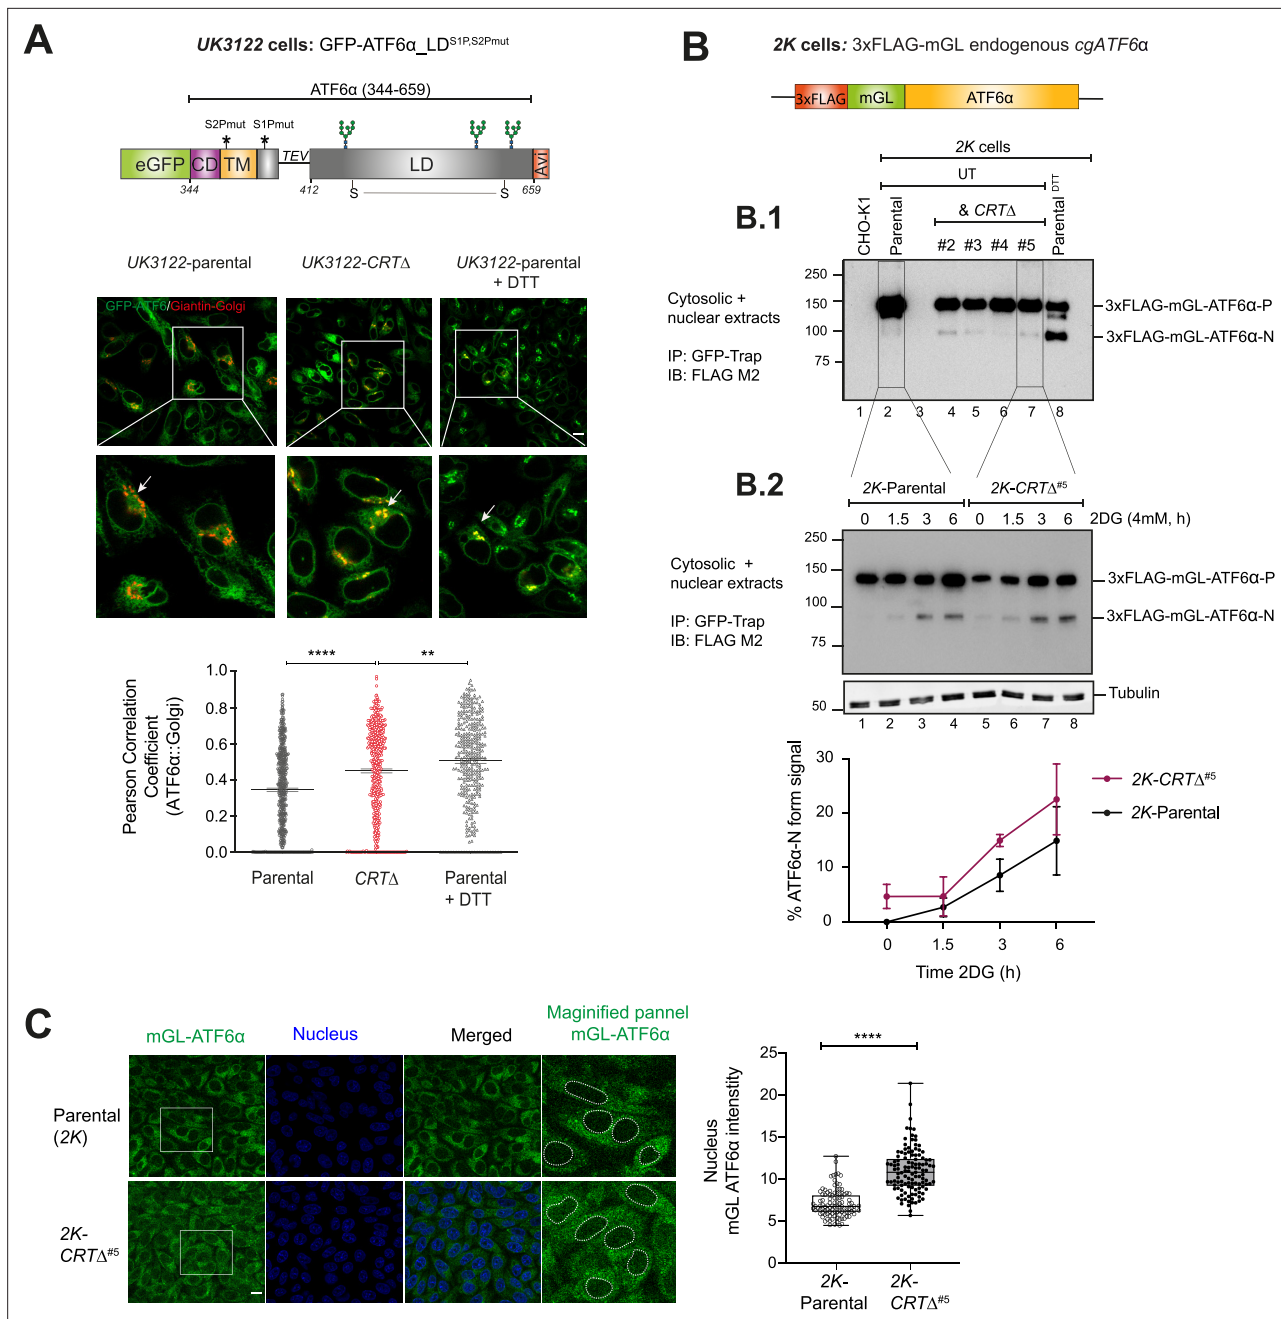 A
UK3122 cells: GFP-ATF6α_LD^S1P,S2Pmut
ATF6α (344-659)
S2Pmut
S1Pmut
*
*
eGFP
CD
TM
TEV
LD
Avi
344
412
S
S
659
UK3122-parental
UK3122-CRTΔ
UK3122-parental
+ DTT
GFP-ATF6/Giantin-Golgi
****
**
Pearson Correlation
Coefficient
(ATF6α::Golgi)
1.0
0.8
0.6
0.4
0.2
0.0
Parental
CRTΔ
Parental
+ DTT
B
2K cells: 3xFLAG-mGL endogenous cgATF6α
3xFLAG
mGL
ATF6α
2K cells
UT
B.1
CHO-K1
Parental
& CRTΔ
#2 #3 #4 #5
Parental DTT
250
150
100
75
Cytosolic +
nuclear extracts
IP: GFP-Trap
IB: FLAG M2
3xFLAG-mGL-ATF6α-P
3xFLAG-mGL-ATF6α-N
1 2 3 4 5 6 7 8
B.2
2K-Parental
2K-CRTΔ#5
0 1.5 3 6 0 1.5 3 6 2DG (4mM, h)
250
150
100
75
Cytosolic +
nuclear extracts
IP: GFP-Trap
IB: FLAG M2
3xFLAG-mGL-ATF6α-P
3xFLAG-mGL-ATF6α-N
50
Tubulin
1 2 3 4 5 6 7 8
% ATF6α-N form signal
30
20
10
0
0 1.5 3 6
Time 2DG (h)
2K-CRTΔ#5
2K-Parental
C
mGL-ATF6α
Nucleus
Merged
Maginified pannel
mGL-ATF6α
Parental
(2K)
2K-
CRTΔ#5
****
Nucleus
mGL ATF6α intenstity
25
20
15
10
5
0
2K-
Parental
2K-
CRTΔ#5